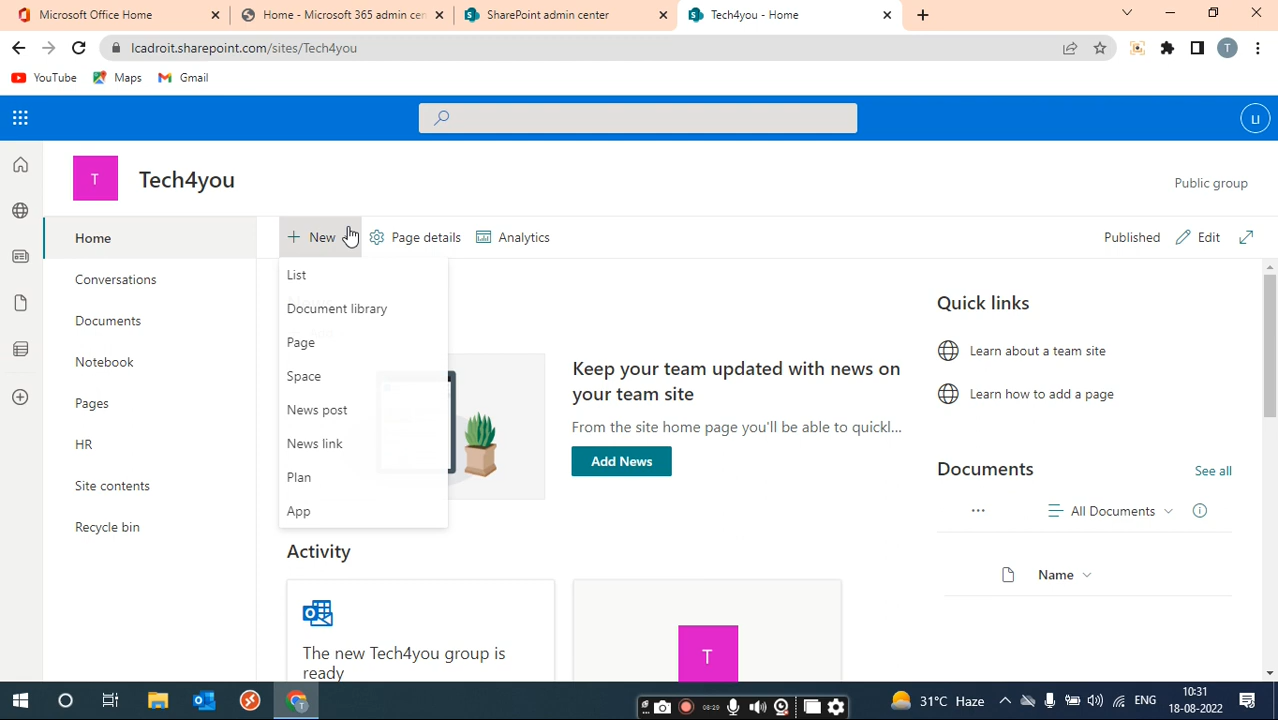 Microsoft Office Home
Home - Microsoft 365 admin cen
SharePoint admin center
Tech4you - Home
lcadroit.sharepoint.com/sites/Tech4you
T
YouTube
Maps
Gmail
LI
T
Tech4you
Public group
Home
Conversations
Documents
Notebook
Pages
HR
Site contents
Recycle bin
New
Page details
Analytics
Published
Edit
List
Document library
Page
Space
News post
News link
Plan
App
Keep your team updated with news on
your team site
From the site home page you'll be able to quickl...
Add News
Quick links
Learn about a team site
Learn how to add a page
Documents
See all
All Documents
Name
Activity
The new Tech4you group is
ready
T
08:29
31°C Haze
ENG
10:31
18-08-2022